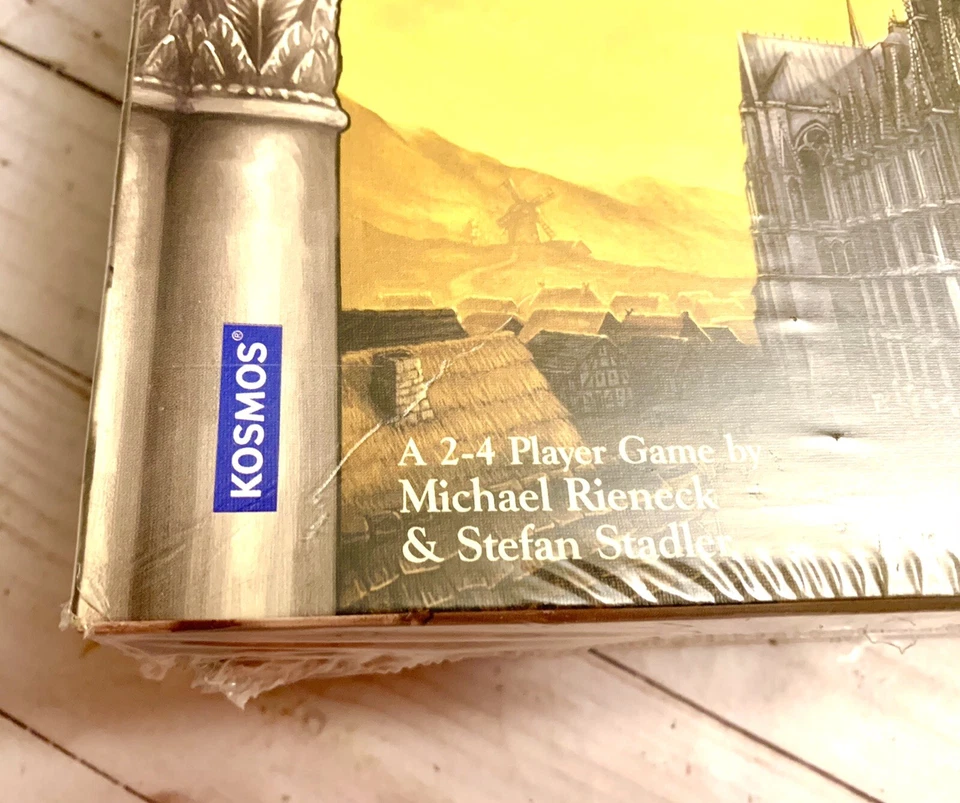 KOSMOS®
A 2-4 Player Game by
Michael Rieneck
& Stefan Stadler